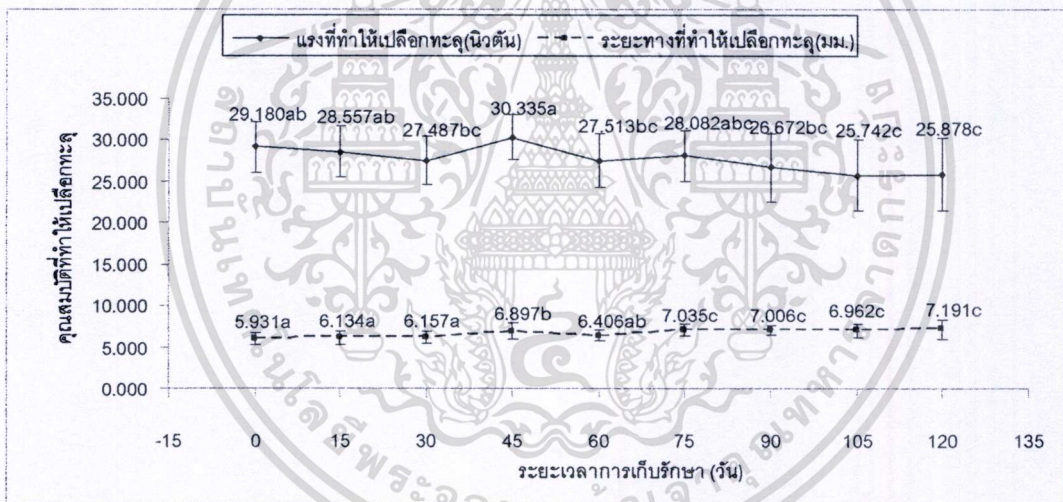 แรงที่ทำให้เปลือกทะลุ(นิวตัน) ระยะทางที่ทำให้เปลือกทะลุ(มม.)
คุณสมบัติที่ทำให้เปลือกทะลุ
35.000
30.000
25.000
20.000
15.000
10.000
5.000
0.000
29.180ab 28.557ab 27.487bc 30.335a 27.513bc 28.082abc 26.672bc 25.742c 25.878c
5.931a 6.134a 6.157a 6.897b 6.406ab 7.035c 7.006c 6.962c 7.191c
-15 0 15 30 45 60 75 90 105 120 135
ระยะเวลาการเก็บรักษา (วัน)